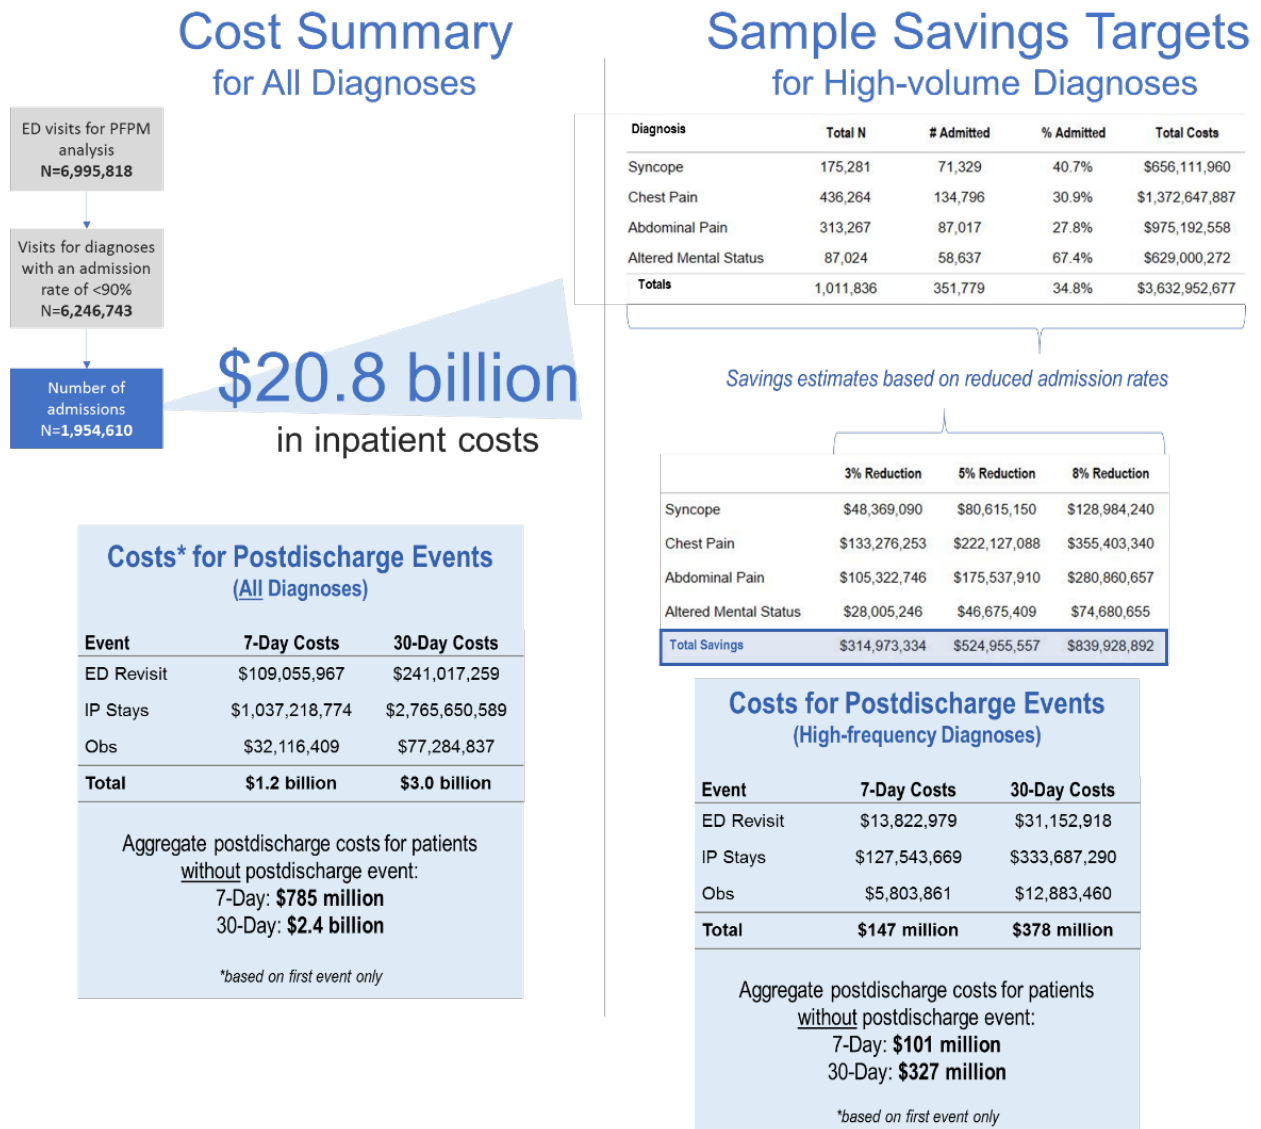 Cost Summary
for All Diagnoses
ED visits for PFPM
analysis
N=6,995,818
Visits for diagnoses
with an admission
rate of <90%
N=6,246,743
Number of
admissions
N=1,954,610
$20.8 billion
in inpatient costs
Costs* for Postdischarge Events
(All Diagnoses)
Event 7-Day Costs 30-Day Costs
ED Revisit $109,055,967 $241,017,259
IP Stays $1,037,218,774 $2,765,650,589
Obs $32,116,409 $77,284,837
Total $1.2 billion $3.0 billion
Aggregate postdischarge costs for patients
without postdischarge event:
7-Day: $785 million
30-Day: $2.4 billion
*based on first event only
Sample Savings Targets
for High-volume Diagnoses
Diagnosis Total N # Admitted % Admitted Total Costs
Syncope 175,281 71,329 40.7% $656,111,960
Chest Pain 436,264 134,796 30.9% $1,372,647,887
Abdominal Pain 313,267 87,017 27.8% $975,192,558
Altered Mental Status 87,024 58,637 67.4% $629,000,272
Totals 1,011,836 351,779 34.8% $3,632,952,677
Savings estimates based on reduced admission rates
3% Reduction 5% Reduction 8% Reduction
Syncope $48,369,090 $80,615,150 $128,984,240
Chest Pain $133,276,253 $222,127,088 $355,403,340
Abdominal Pain $105,322,746 $175,537,910 $280,860,657
Altered Mental Status $28,005,246 $46,675,409 $74,680,655
Total Savings $314,973,334 $524,955,557 $839,928,892
Costs for Postdischarge Events
(High-frequency Diagnoses)
Event 7-Day Costs 30-Day Costs
ED Revisit $13,822,979 $31,152,918
IP Stays $127,543,669 $333,687,290
Obs $5,803,861 $12,883,460
Total $147 million $378 million
Aggregate postdischarge costs for patients
without postdischarge event:
7-Day: $101 million
30-Day: $327 million
*based on first event only